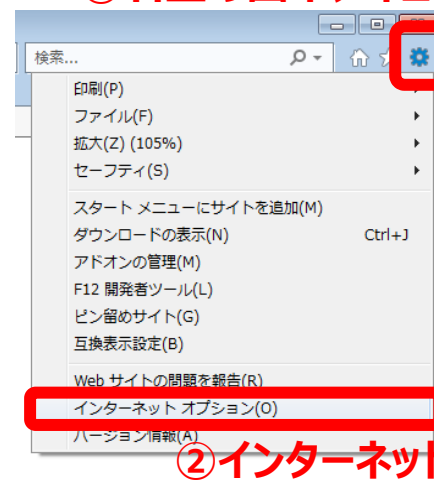 検索...
印刷(P)
ファイル(F)
拡大(Z) (105%)
セーフティ(S)
スタート メニューにサイトを追加(M)
ダウンロードの表示(N) Ctrl+J
アドオンの管理(M)
F12 開発者ツール(L)
ピン留めサイト(G)
互換表示設定(B)
Web サイトの問題を報告(R)
インターネット オプション(O)
バージョン情報(A)
②インターネット